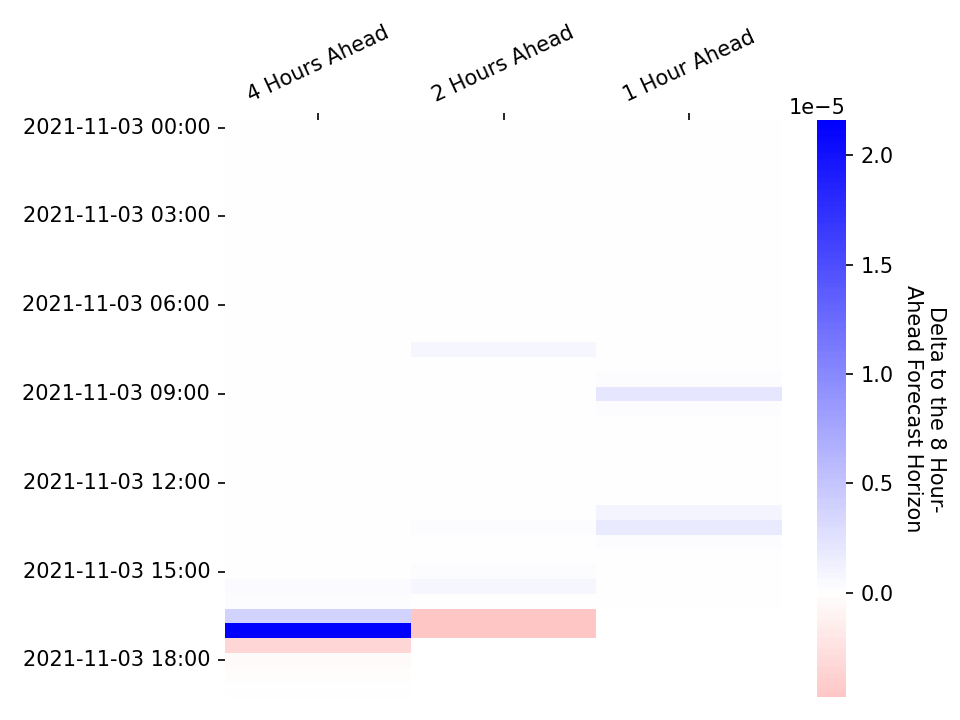 4 Hours Ahead
2 Hours Ahead
1 Hour Ahead
1e−5
2021-11-03 00:00
2021-11-03 03:00
2021-11-03 06:00
2021-11-03 09:00
2021-11-03 12:00
2021-11-03 15:00
2021-11-03 18:00
2.0
1.5
1.0
0.5
0.0
Delta to the 8 Hour-
Ahead Forecast Horizon